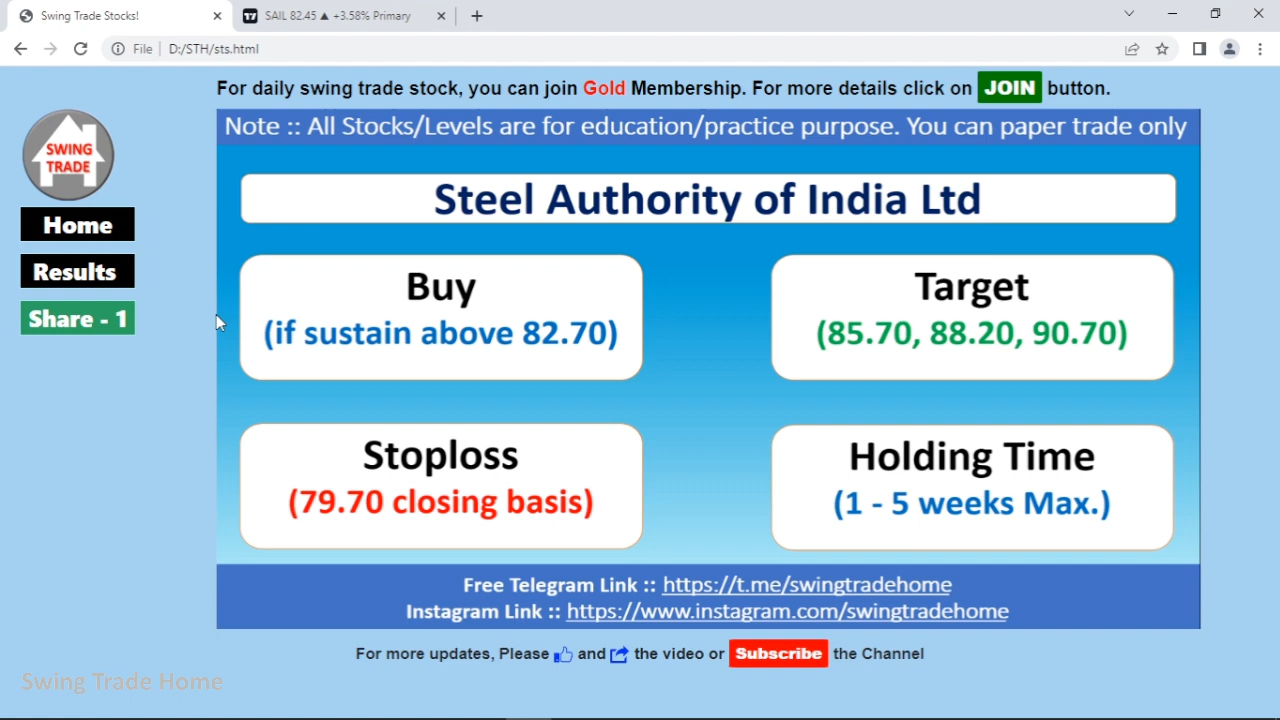 Swing Trade Stocks!
SAIL 82.45 ▲ +3.58% Primary
File
D:/STH/sts.html
For daily swing trade stock, you can join Gold Membership. For more details click on JOIN button.
Note :: All Stocks/Levels are for education/practice purpose. You can paper trade only
SWING
TRADE
Home
Results
Share - 1
Steel Authority of India Ltd
Buy
(if sustain above 82.70)
Target
(85.70, 88.20, 90.70)
Stoploss
(79.70 closing basis)
Holding Time
(1 - 5 weeks Max.)
Free Telegram Link :: https://t.me/swingtradehome
Instagram Link :: https://www.instagram.com/swingtradehome
For more updates, Please and the video or Subscribe the Channel
Swing Trade Home